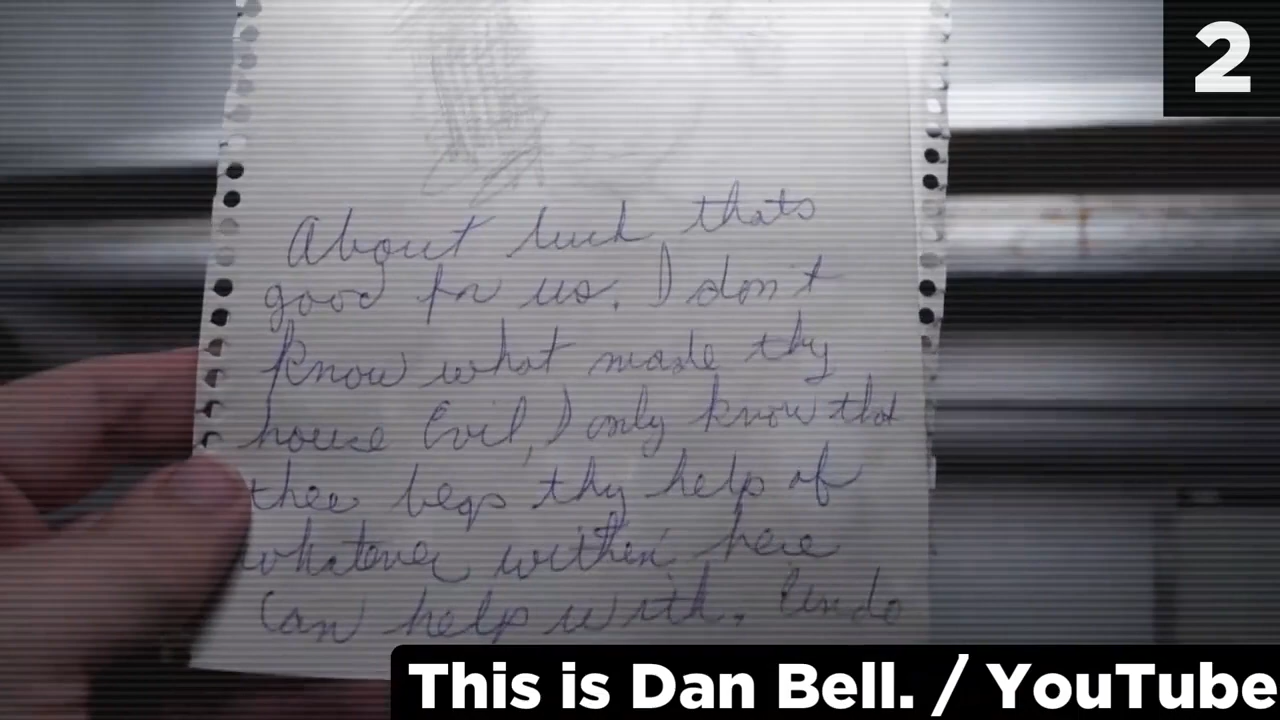 2
About luck thats
good for us. I don't
know what made thy
house Evil, I only know that
thee begs thy help of
whatever within here
Can help with. Undo
This is Dan Bell. / YouTube